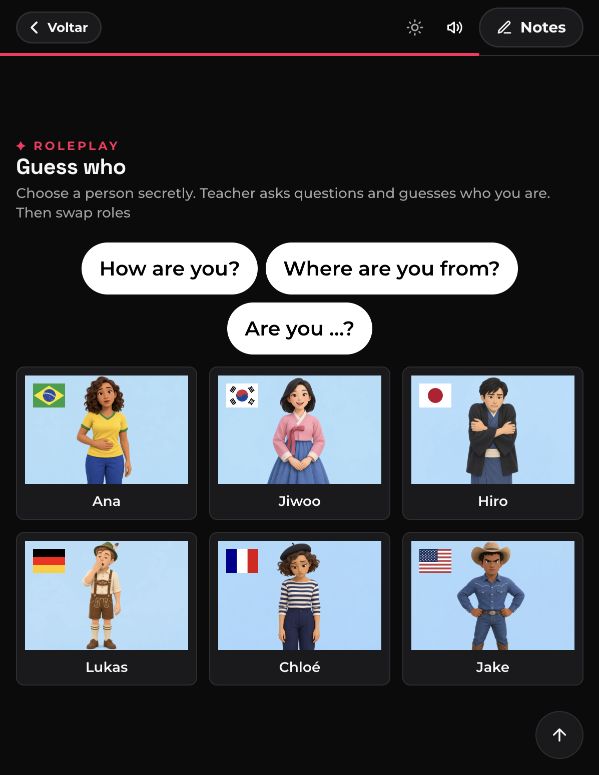 Voltar
Notes
ROLEPLAY
Guess who
Choose a person secretly. Teacher asks questions and guesses who you are.
Then swap roles
How are you?
Where are you from?
Are you ...?
Ana
Jiwoo
Hiro
Lukas
Chloé
Jake